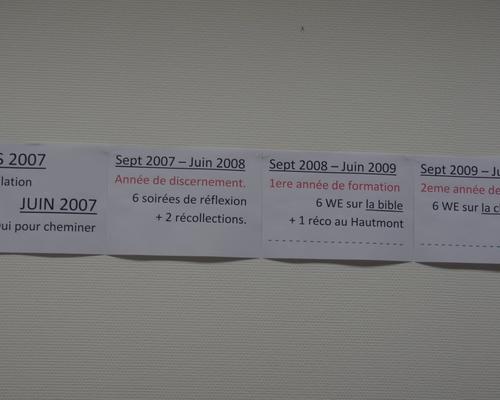 S 2007
lation
JUIN 2007
Oui pour cheminer
Sept 2007 – Juin 2008
Année de discernement.
6 soirées de réflexion
+ 2 récollections.
Sept 2008 – Juin 2009
1ere année de formation
6 WE sur la bible
+ 1 réco au Hautmont
Sept 2009 – Ju
2eme année de
6 WE sur la c